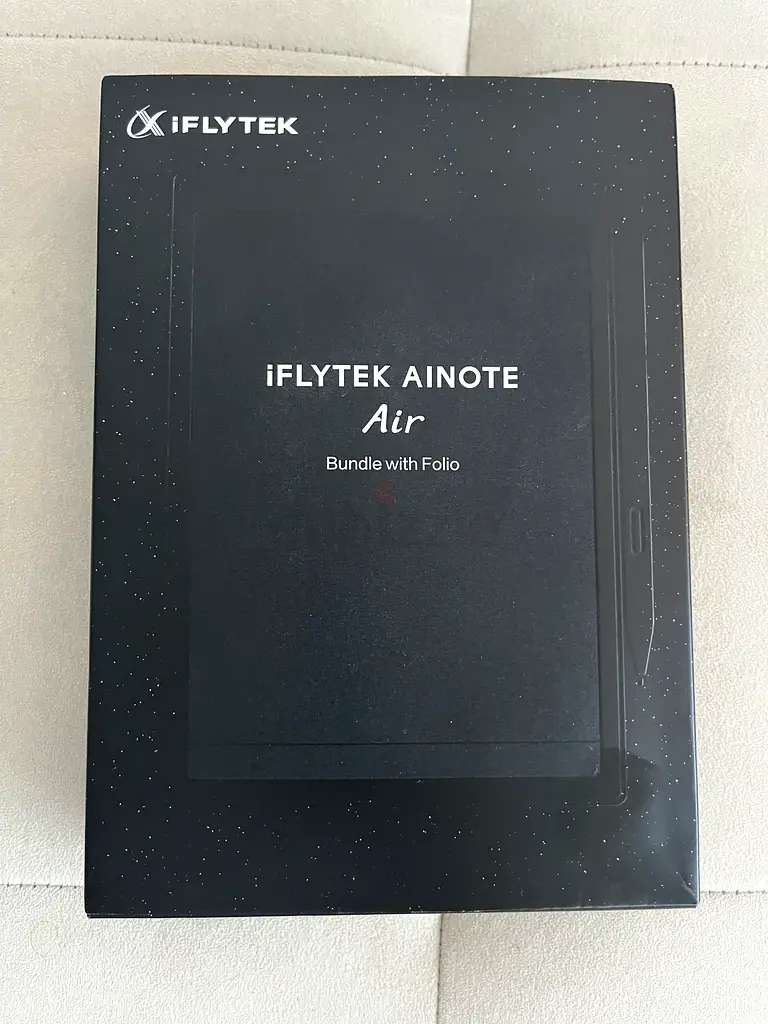 iFLYTEK
iFLYTEK AINOTE
Air
Bundle with Folio